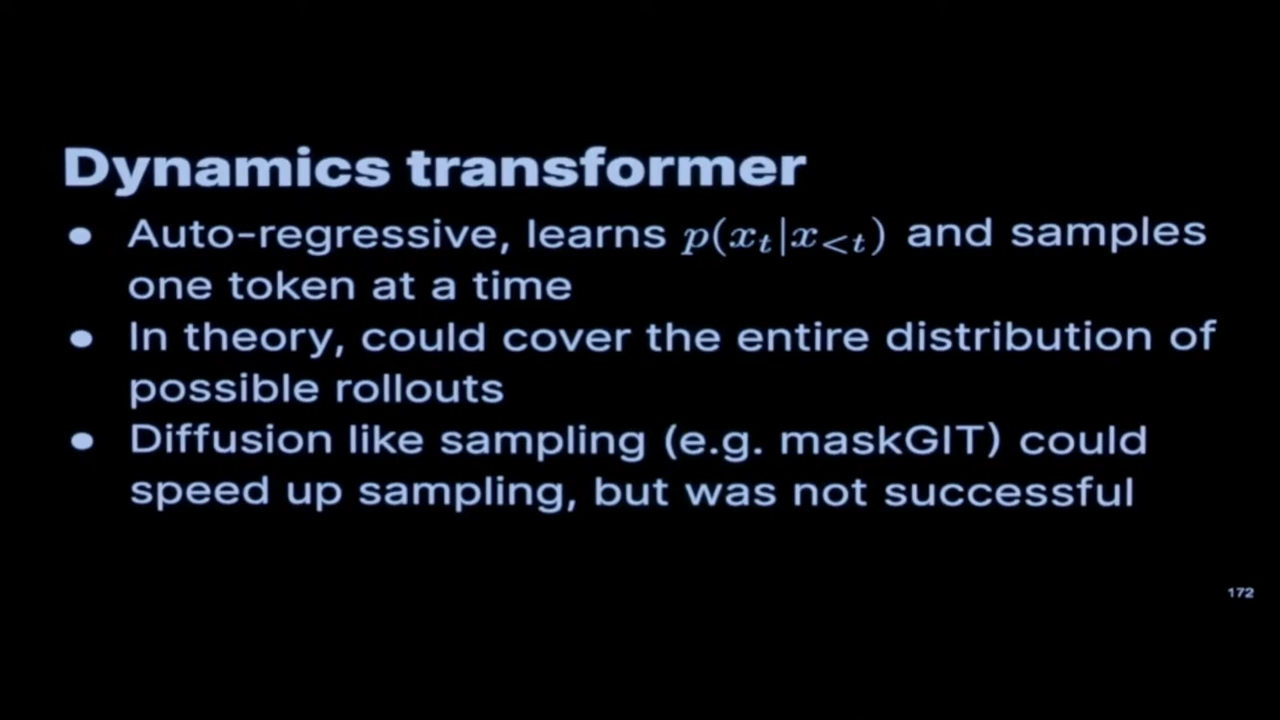 Dynamics transformer
● Auto-regressive, learns p(x_t|x_{<t}) and samples
one token at a time
● In theory, could cover the entire distribution of
possible rollouts
● Diffusion like sampling (e.g. maskGIT) could
speed up sampling, but was not successful
172